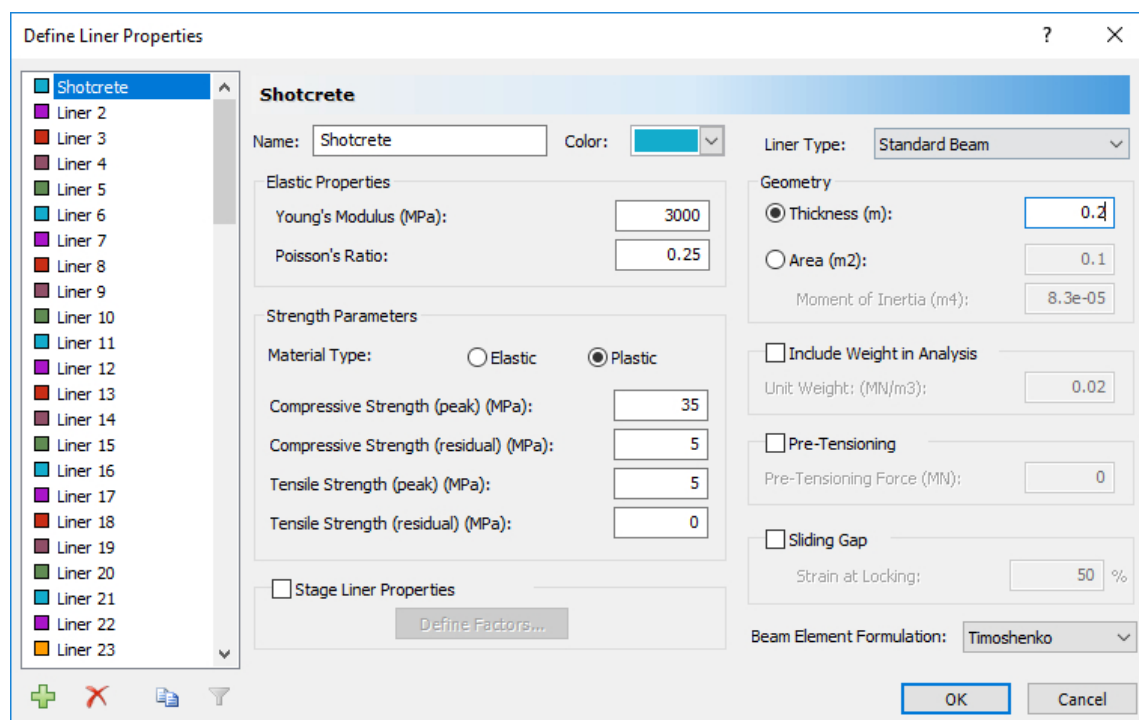 Define Liner Properties
?
Shotcrete
Liner 2
Liner 3
Liner 4
Liner 5
Liner 6
Liner 7
Liner 8
Liner 9
Liner 10
Liner 11
Liner 12
Liner 13
Liner 14
Liner 15
Liner 16
Liner 17
Liner 18
Liner 19
Liner 20
Liner 21
Liner 22
Liner 23
Shotcrete
Name: Shotcrete Color:
Elastic Properties
Young's Modulus (MPa): 3000
Poisson's Ratio: 0.25
Strength Parameters
Material Type: Elastic Plastic
Compressive Strength (peak) (MPa): 35
Compressive Strength (residual) (MPa): 5
Tensile Strength (peak) (MPa): 5
Tensile Strength (residual) (MPa): 0
Stage Liner Properties
Define Factors...
Liner Type: Standard Beam
Geometry
Thickness (m): 0.2
Area (m2): 0.1
Moment of Inertia (m4): 8.3e-05
Include Weight in Analysis
Unit Weight: (MN/m3): 0.02
Pre-Tensioning
Pre-Tensioning Force (MN): 0
Sliding Gap
Strain at Locking: 50 %
Beam Element Formulation: Timoshenko
OK Cancel